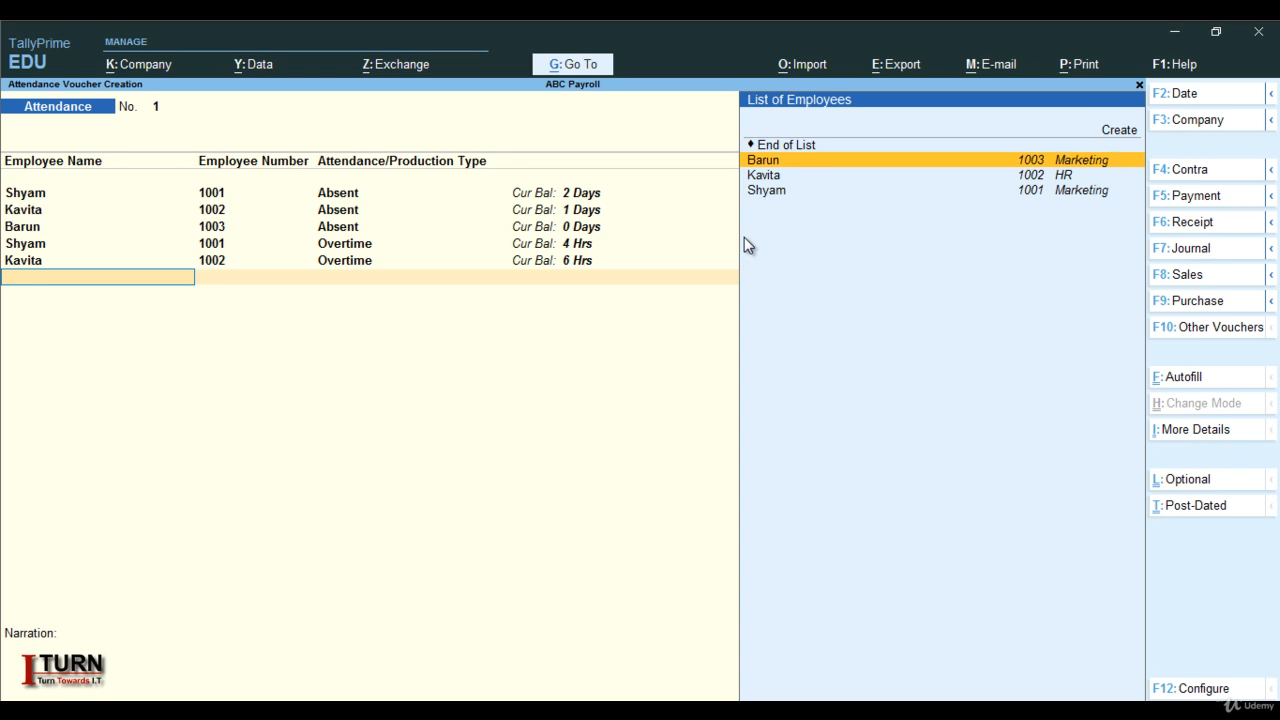 TallyPrime
EDU
MANAGE
K: Company
Y: Data
Z: Exchange
G: Go To
O: Import
E: Export
M: E-mail
P: Print
F1: Help
Attendance Voucher Creation
ABC Payroll
Attendance No. 1
Employee Name Employee Number Attendance/Production Type
Shyam 1001 Absent Cur Bal: 2 Days
Kavita 1002 Absent Cur Bal: 1 Days
Barun 1003 Absent Cur Bal: 0 Days
Shyam 1001 Overtime Cur Bal: 4 Hrs
Kavita 1002 Overtime Cur Bal: 6 Hrs
Narration:
I TURN
Turn Towards I.T
List of Employees
Create
♦ End of List
Barun 1003 Marketing
Kavita 1002 HR
Shyam 1001 Marketing
F2: Date
F3: Company
F4: Contra
F5: Payment
F6: Receipt
F7: Journal
F8: Sales
F9: Purchase
F10: Other Vouchers
F: Autofill
H: Change Mode
I: More Details
L: Optional
T: Post-Dated
F12: Configure
Udemy